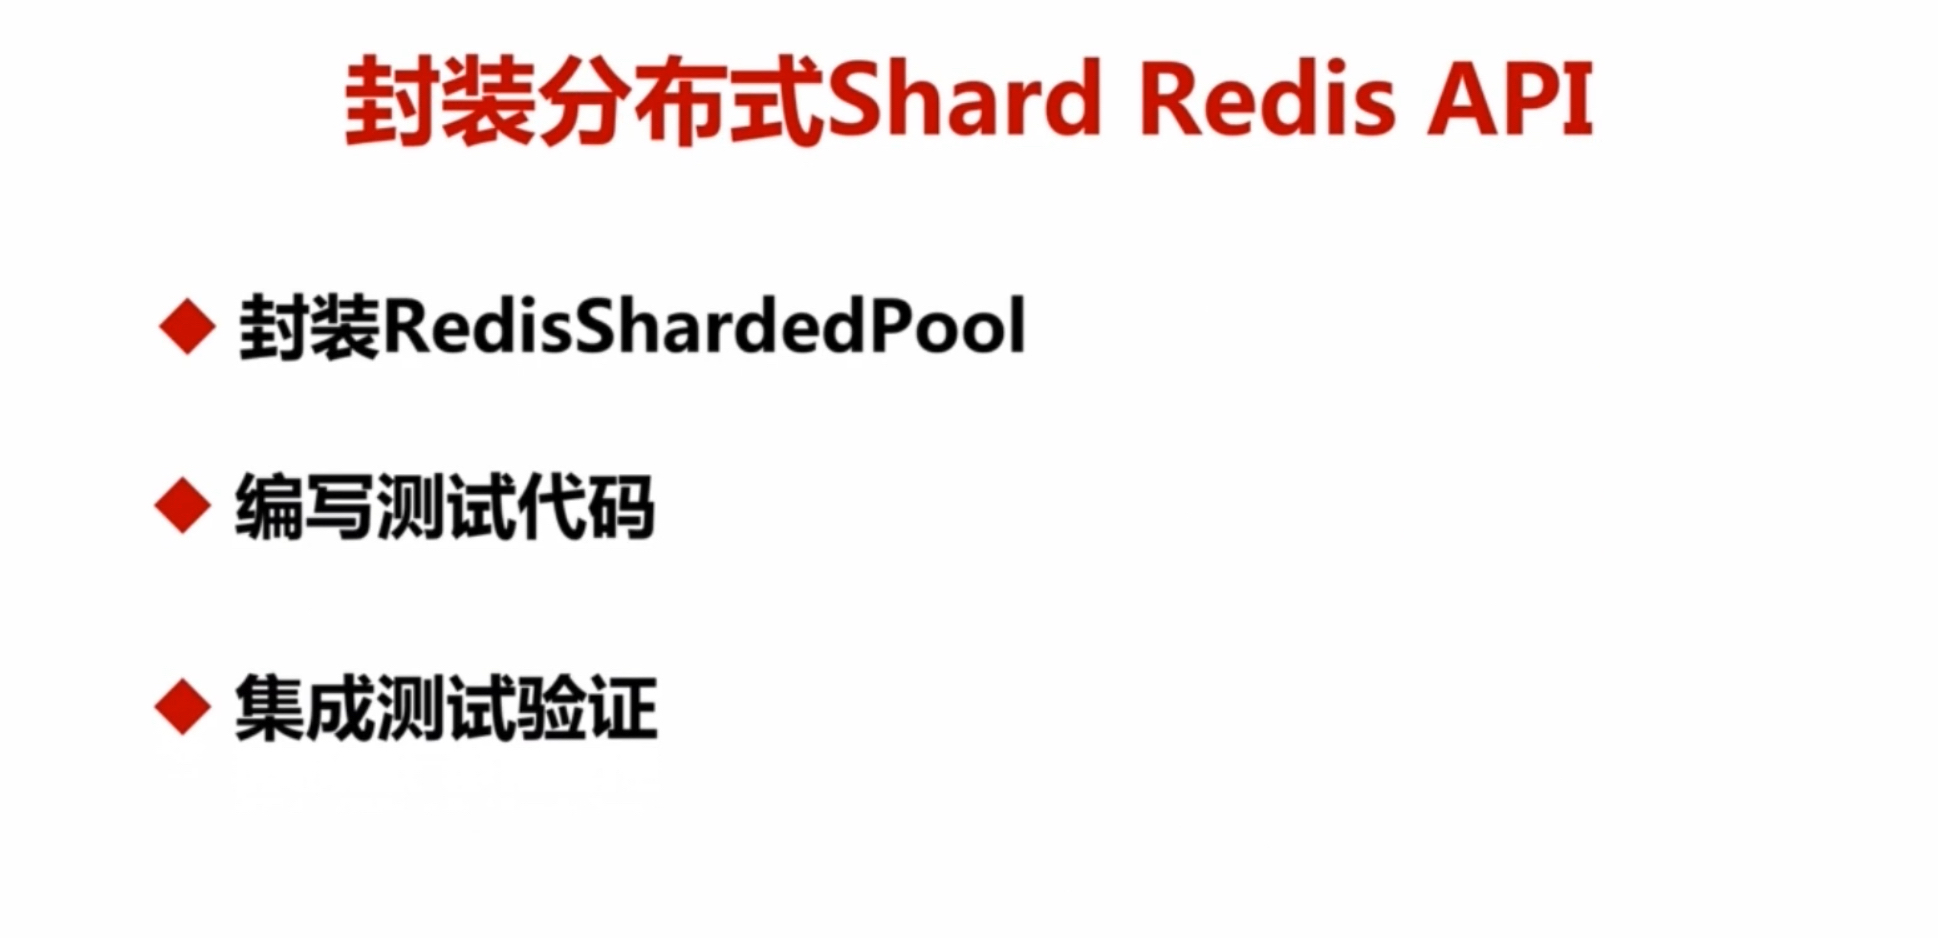 封装分布式Shard Redis API
封装RedisShardedPool
编写测试代码
集成测试验证